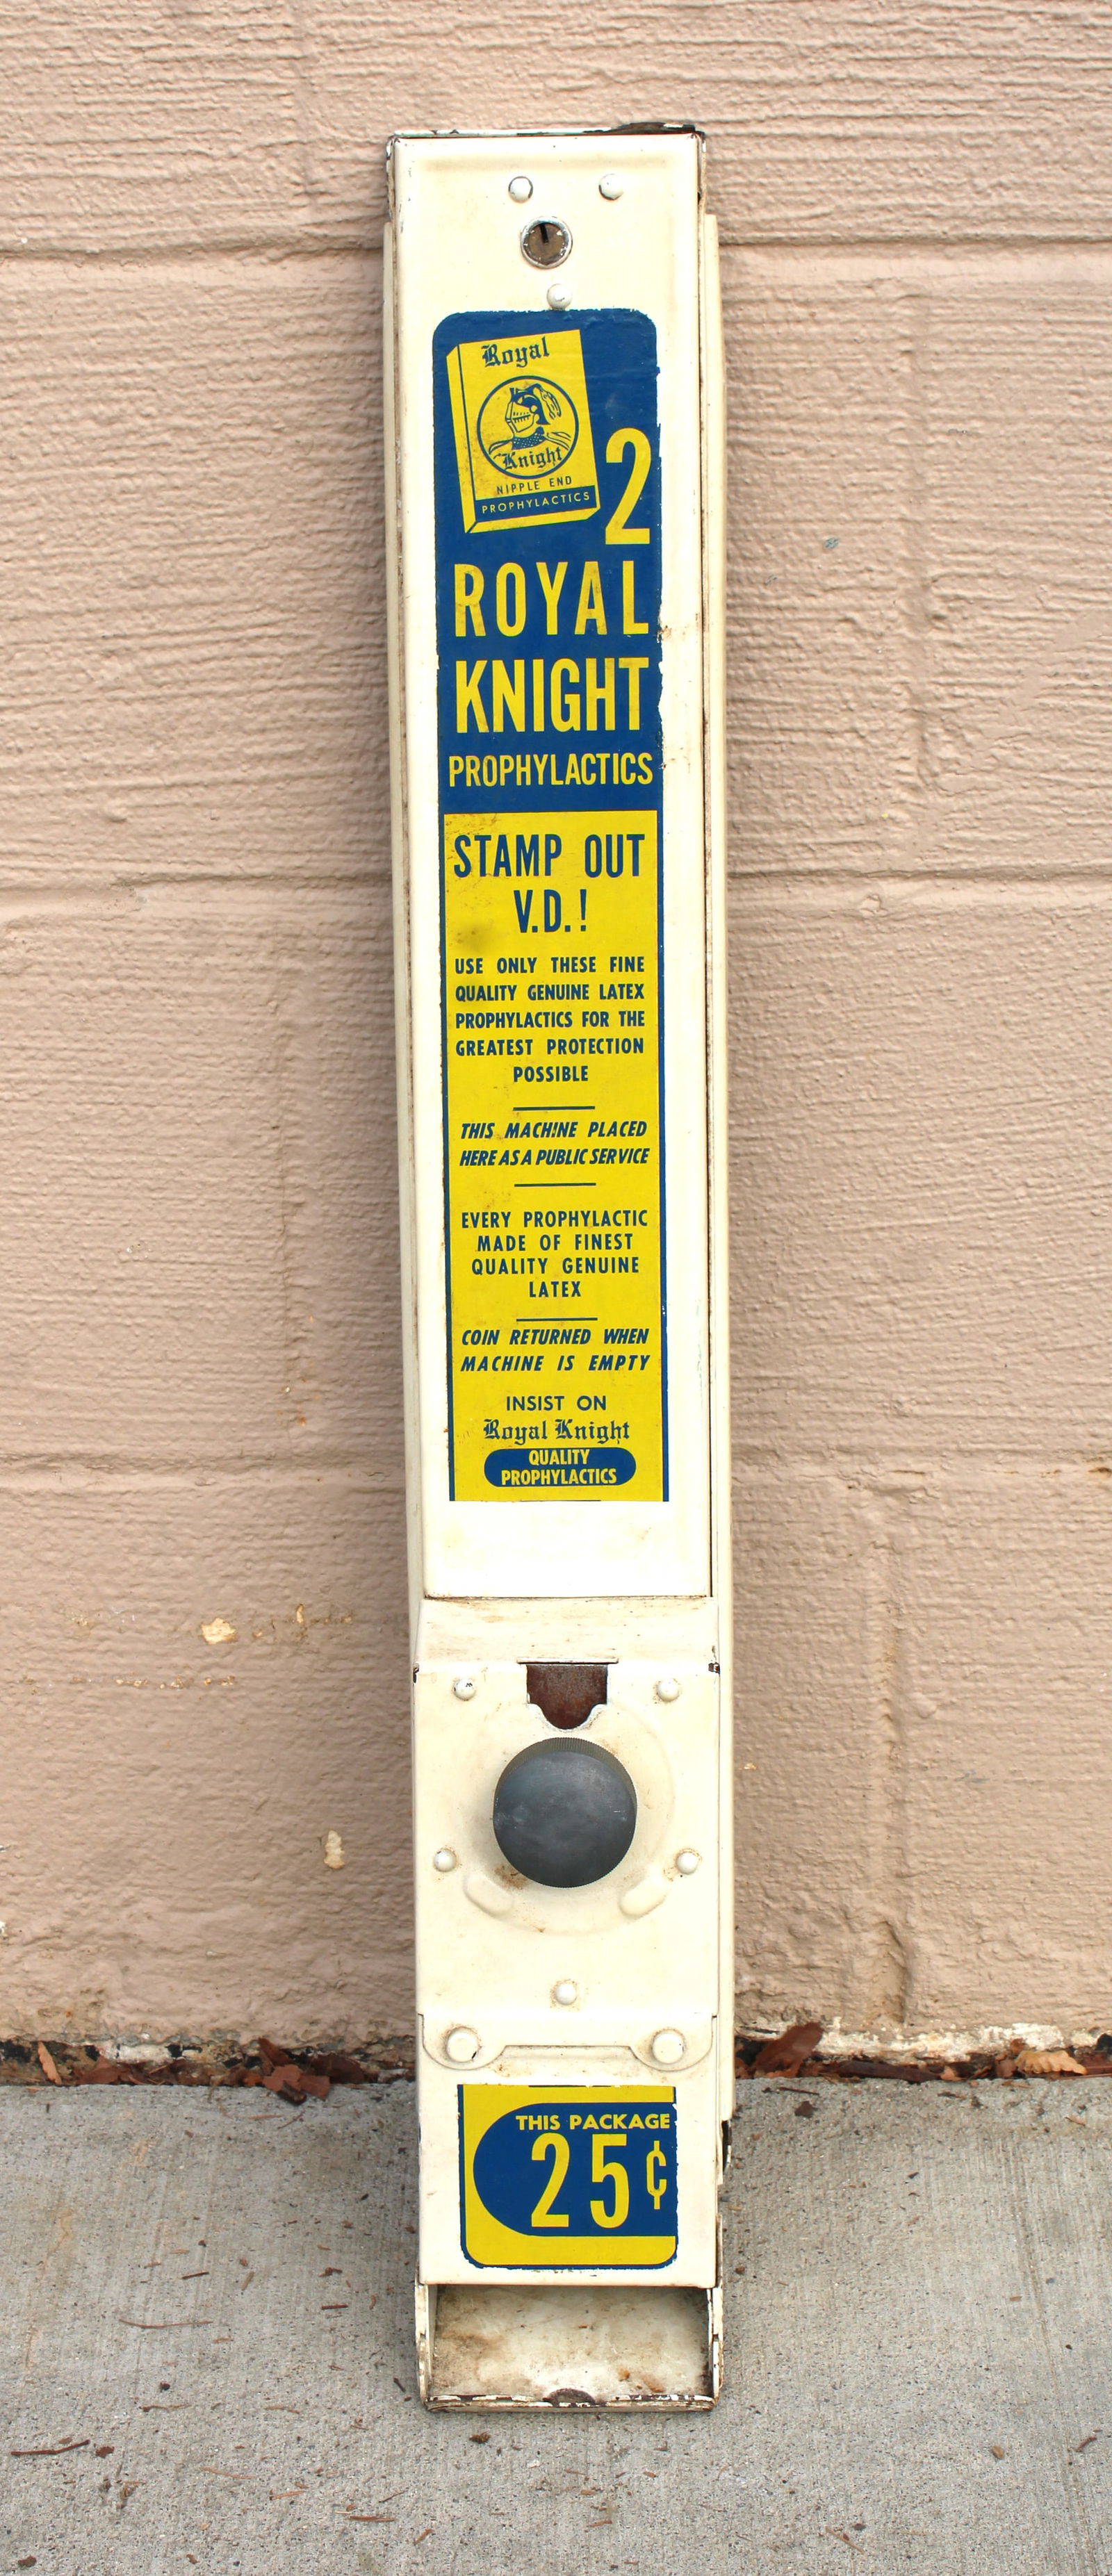 Royal
Knight
NIPPLE END
PROPHYLACTICS
2
ROYAL
KNIGHT
PROPHYLACTICS
STAMP OUT
V.D.!
USE ONLY THESE FINE
QUALITY GENUINE LATEX
PROPHYLACTICS FOR THE
GREATEST PROTECTION
POSSIBLE
THIS MACHINE PLACED
HERE AS A PUBLIC SERVICE
EVERY PROPHYLACTIC
MADE OF FINEST
QUALITY GENUINE
LATEX
COIN RETURNED WHEN
MACHINE IS EMPTY
INSIST ON
Royal Knight
QUALITY
PROPHYLACTICS
THIS PACKAGE
25¢